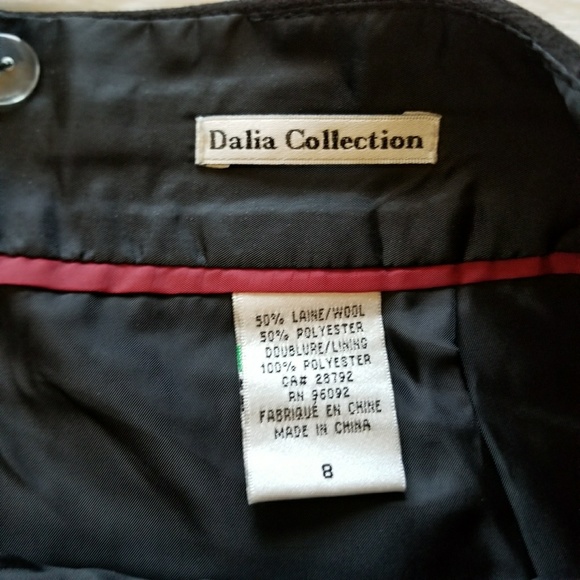 Dalia Collection
50% LAINE/WOOL
50% POLYESTER
DOUBLURE/LINING
100% POLYESTER
CA# 28792
RN 96092
FABRIQUÉ EN CHINE
MADE IN CHINA
8